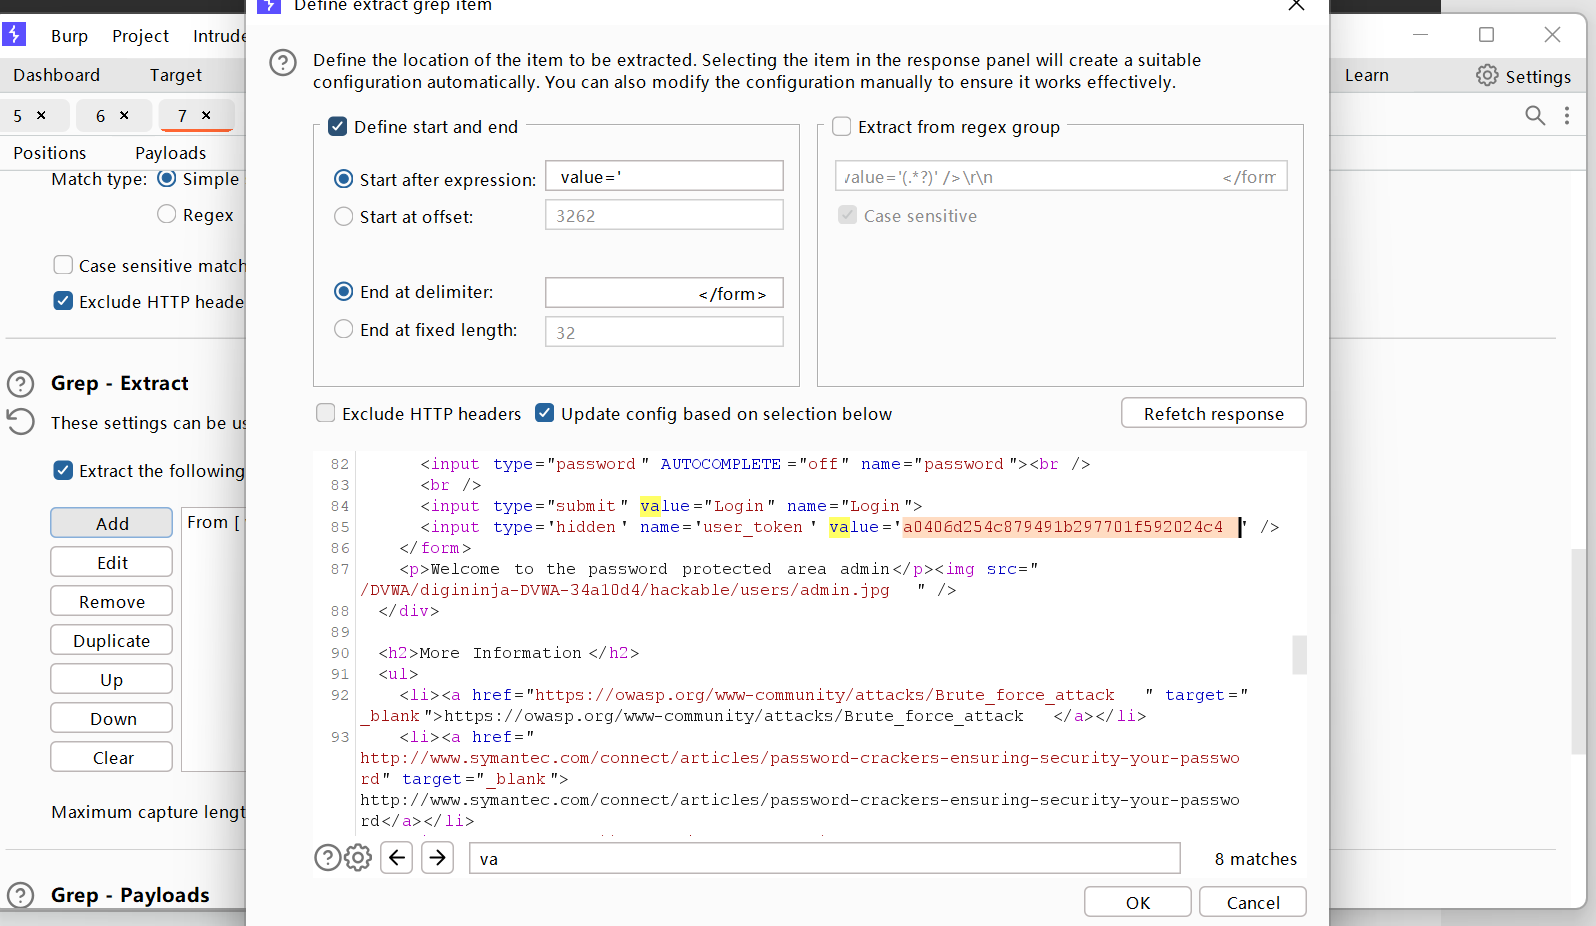 Define extract grep item
Burp Project Intrude
Dashboard Target
Learn Settings
5 × 6 × 7 ×
Positions Payloads
Match type: Simple
Regex
Case sensitive match
Exclude HTTP heade
Grep - Extract
These settings can be us
Extract the following
Add
From [
Edit
Remove
Duplicate
Up
Down
Clear
Maximum capture lengt
Grep - Payloads
Define the location of the item to be extracted. Selecting the item in the response panel will create a suitable
configuration automatically. You can also modify the configuration manually to ensure it works effectively.
Define start and end
Start after expression: value='
Start at offset: 3262
End at delimiter: </form>
End at fixed length: 32
Extract from regex group
value='(.*?)' />\r\n </form
Case sensitive
Exclude HTTP headers Update config based on selection below Refetch response
82 <input type="password" AUTOCOMPLETE="off" name="password"><br />
83 <br />
84 <input type="submit" value="Login" name="Login">
85 <input type='hidden' name='user_token' value='a0406d254c879491b297701f592024c4' />
86 </form>
87 <p>Welcome to the password protected area admin</p><img src="
/DVWA/digininja-DVWA-34a10d4/hackable/users/admin.jpg" />
88 </div>
89
90 <h2>More Information</h2>
91 <ul>
92 <li><a href="https://owasp.org/www-community/attacks/Brute_force_attack" target="
_blank">https://owasp.org/www-community/attacks/Brute_force_attack</a></li>
93 <li><a href="
http://www.symantec.com/connect/articles/password-crackers-ensuring-security-your-passwo
rd" target="_blank">
http://www.symantec.com/connect/articles/password-crackers-ensuring-security-your-passwo
rd</a></li>
va
8 matches
OK Cancel